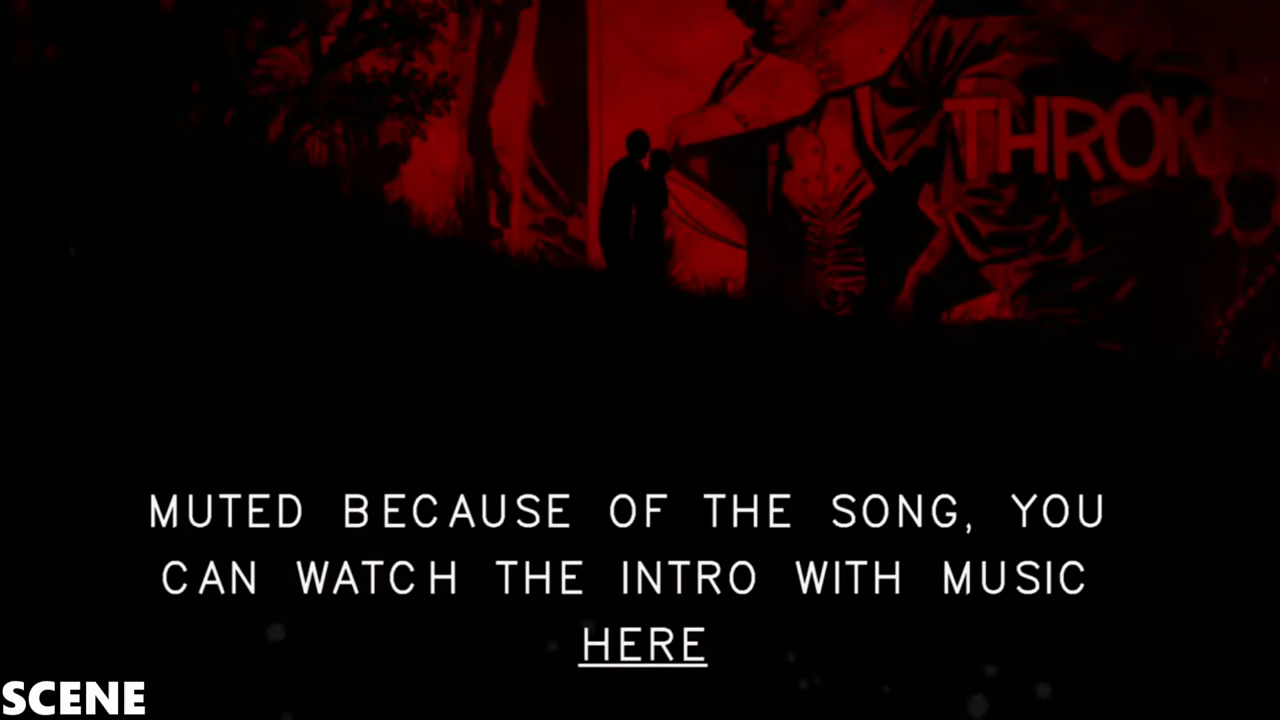 THROK
MUTED BECAUSE OF THE SONG, YOU
CAN WATCH THE INTRO WITH MUSIC
HERE
SCENE